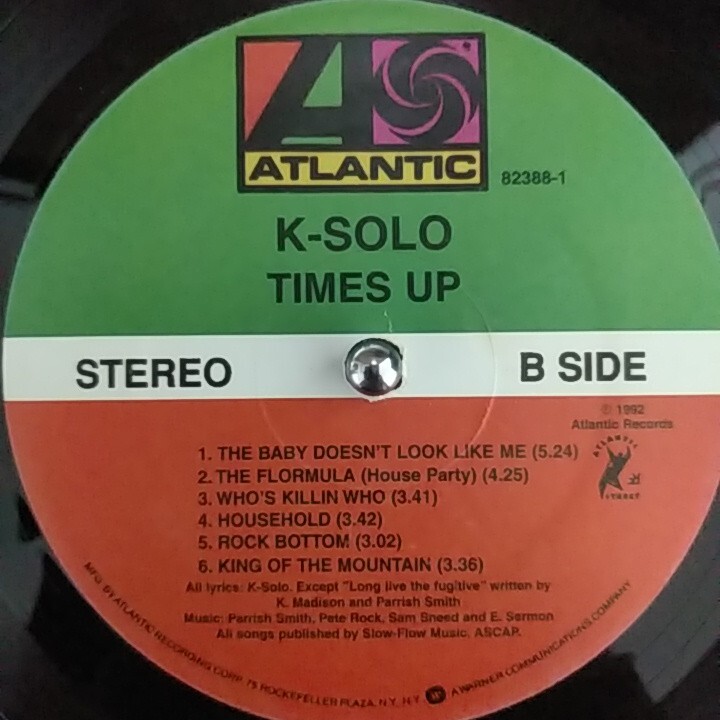 ATLANTIC
82388-1
K-SOLO
TIMES UP
STEREO
B SIDE
℗ 1992
Atlantic Records
ATLANTIC
STREET
1. THE BABY DOESN'T LOOK LIKE ME (5.24)
2. THE FLORMULA (House Party) (4.25)
3. WHO'S KILLIN WHO (3.41)
4. HOUSEHOLD (3.42)
5. ROCK BOTTOM (3.02)
6. KING OF THE MOUNTAIN (3.36)
All lyrics: K-Solo. Except "Long live the fugitive" written by
K. Madison and Parrish Smith
Music: Parrish Smith, Pete Rock, Sam Sneed and E. Sermon
All songs published by Slow-Flow Music, ASCAP.
MFG. BY ATLANTIC RECORDING CORP. 75 ROCKEFELLER PLAZA, N.Y., N.Y. A WARNER COMMUNICATIONS COMPANY